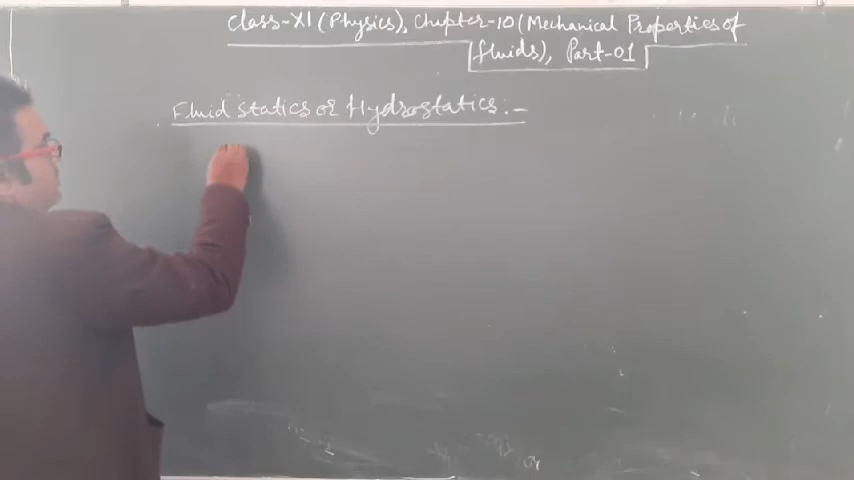 Class-XI (Physics), Chapter-10 (Mechanical Properties of
fluids), Part-01
Fluid statics or Hydrostatics:-